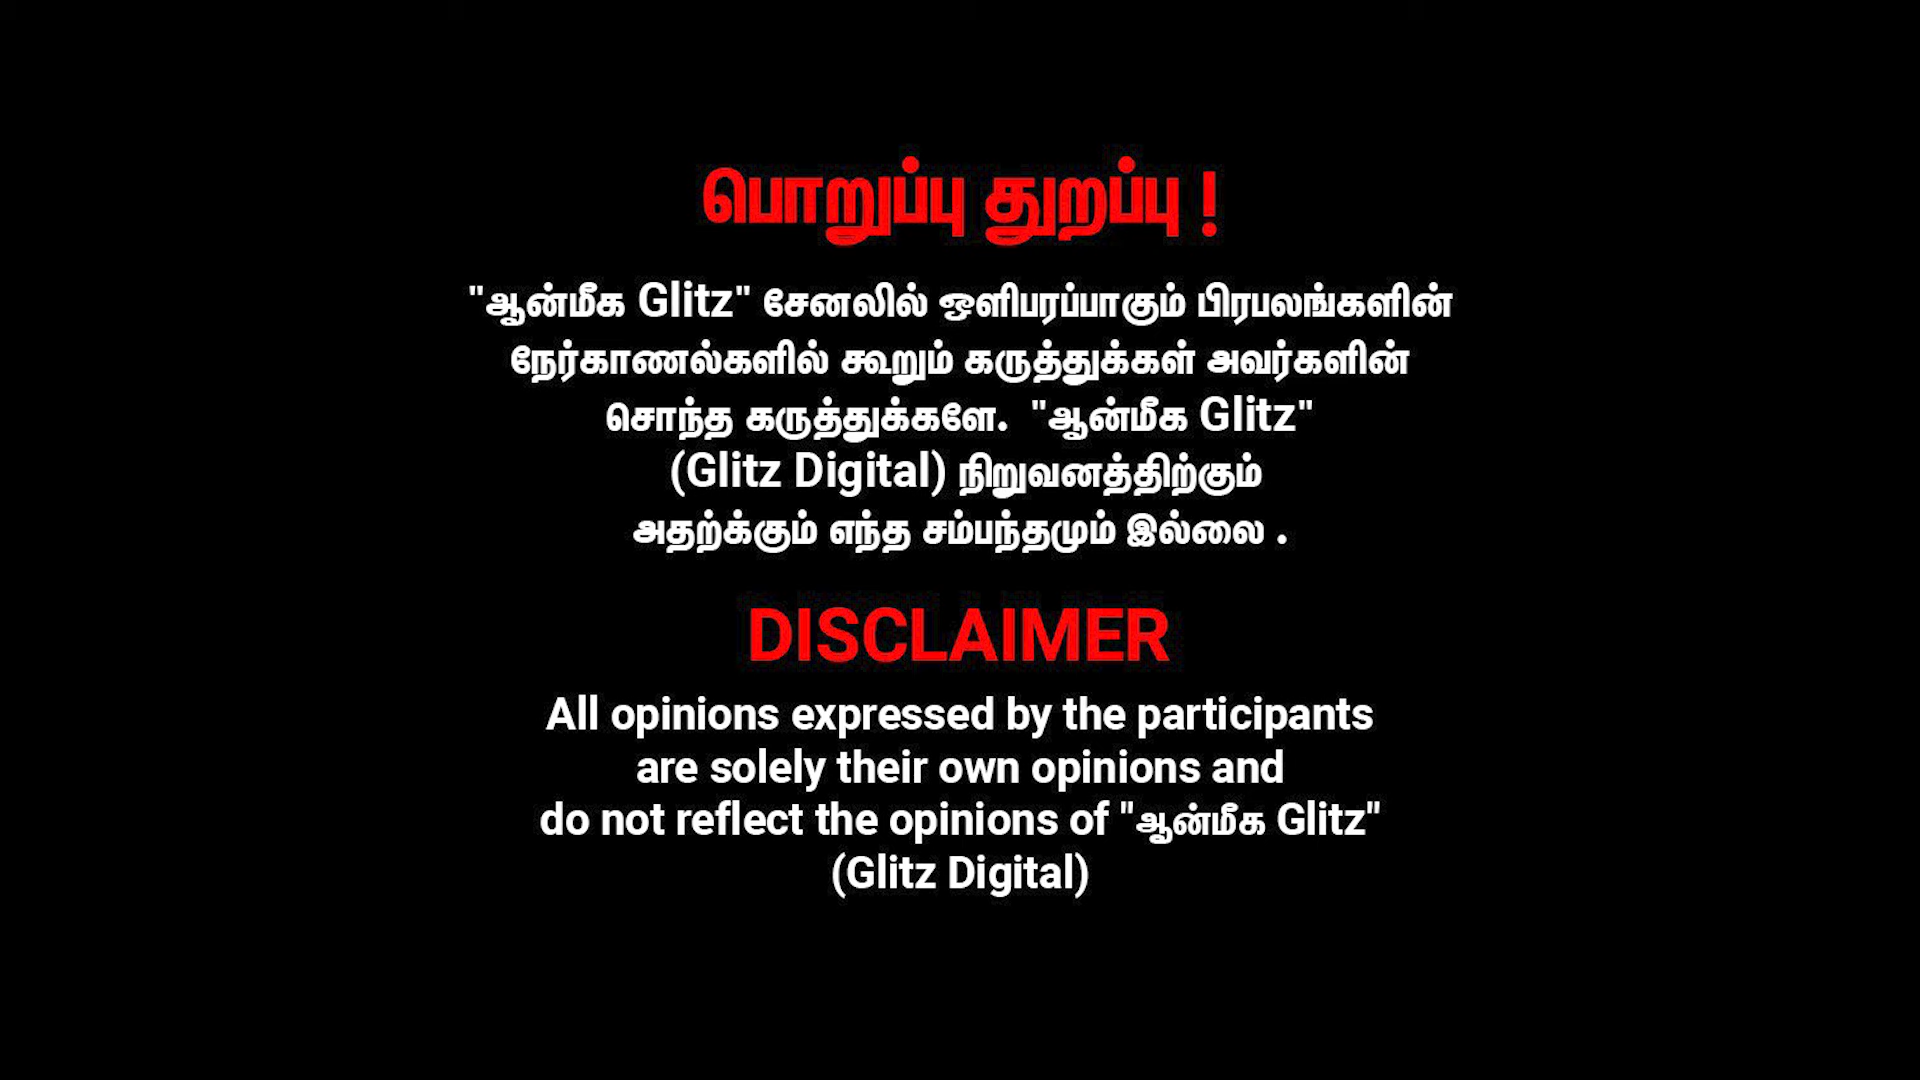 பொறுப்பு துறப்பு !
"ஆன்மீக Glitz" சேனலில் ஒளிபரப்பாகும் பிரபலங்களின்
நேர்காணல்களில் கூறும் கருத்துக்கள் அவர்களின்
சொந்த கருத்துக்களே. "ஆன்மீக Glitz"
(Glitz Digital) நிறுவனத்திற்கும்
அதற்க்கும் எந்த சம்பந்தமும் இல்லை .
DISCLAIMER
All opinions expressed by the participants
are solely their own opinions and
do not reflect the opinions of "ஆன்மீக Glitz"
(Glitz Digital)